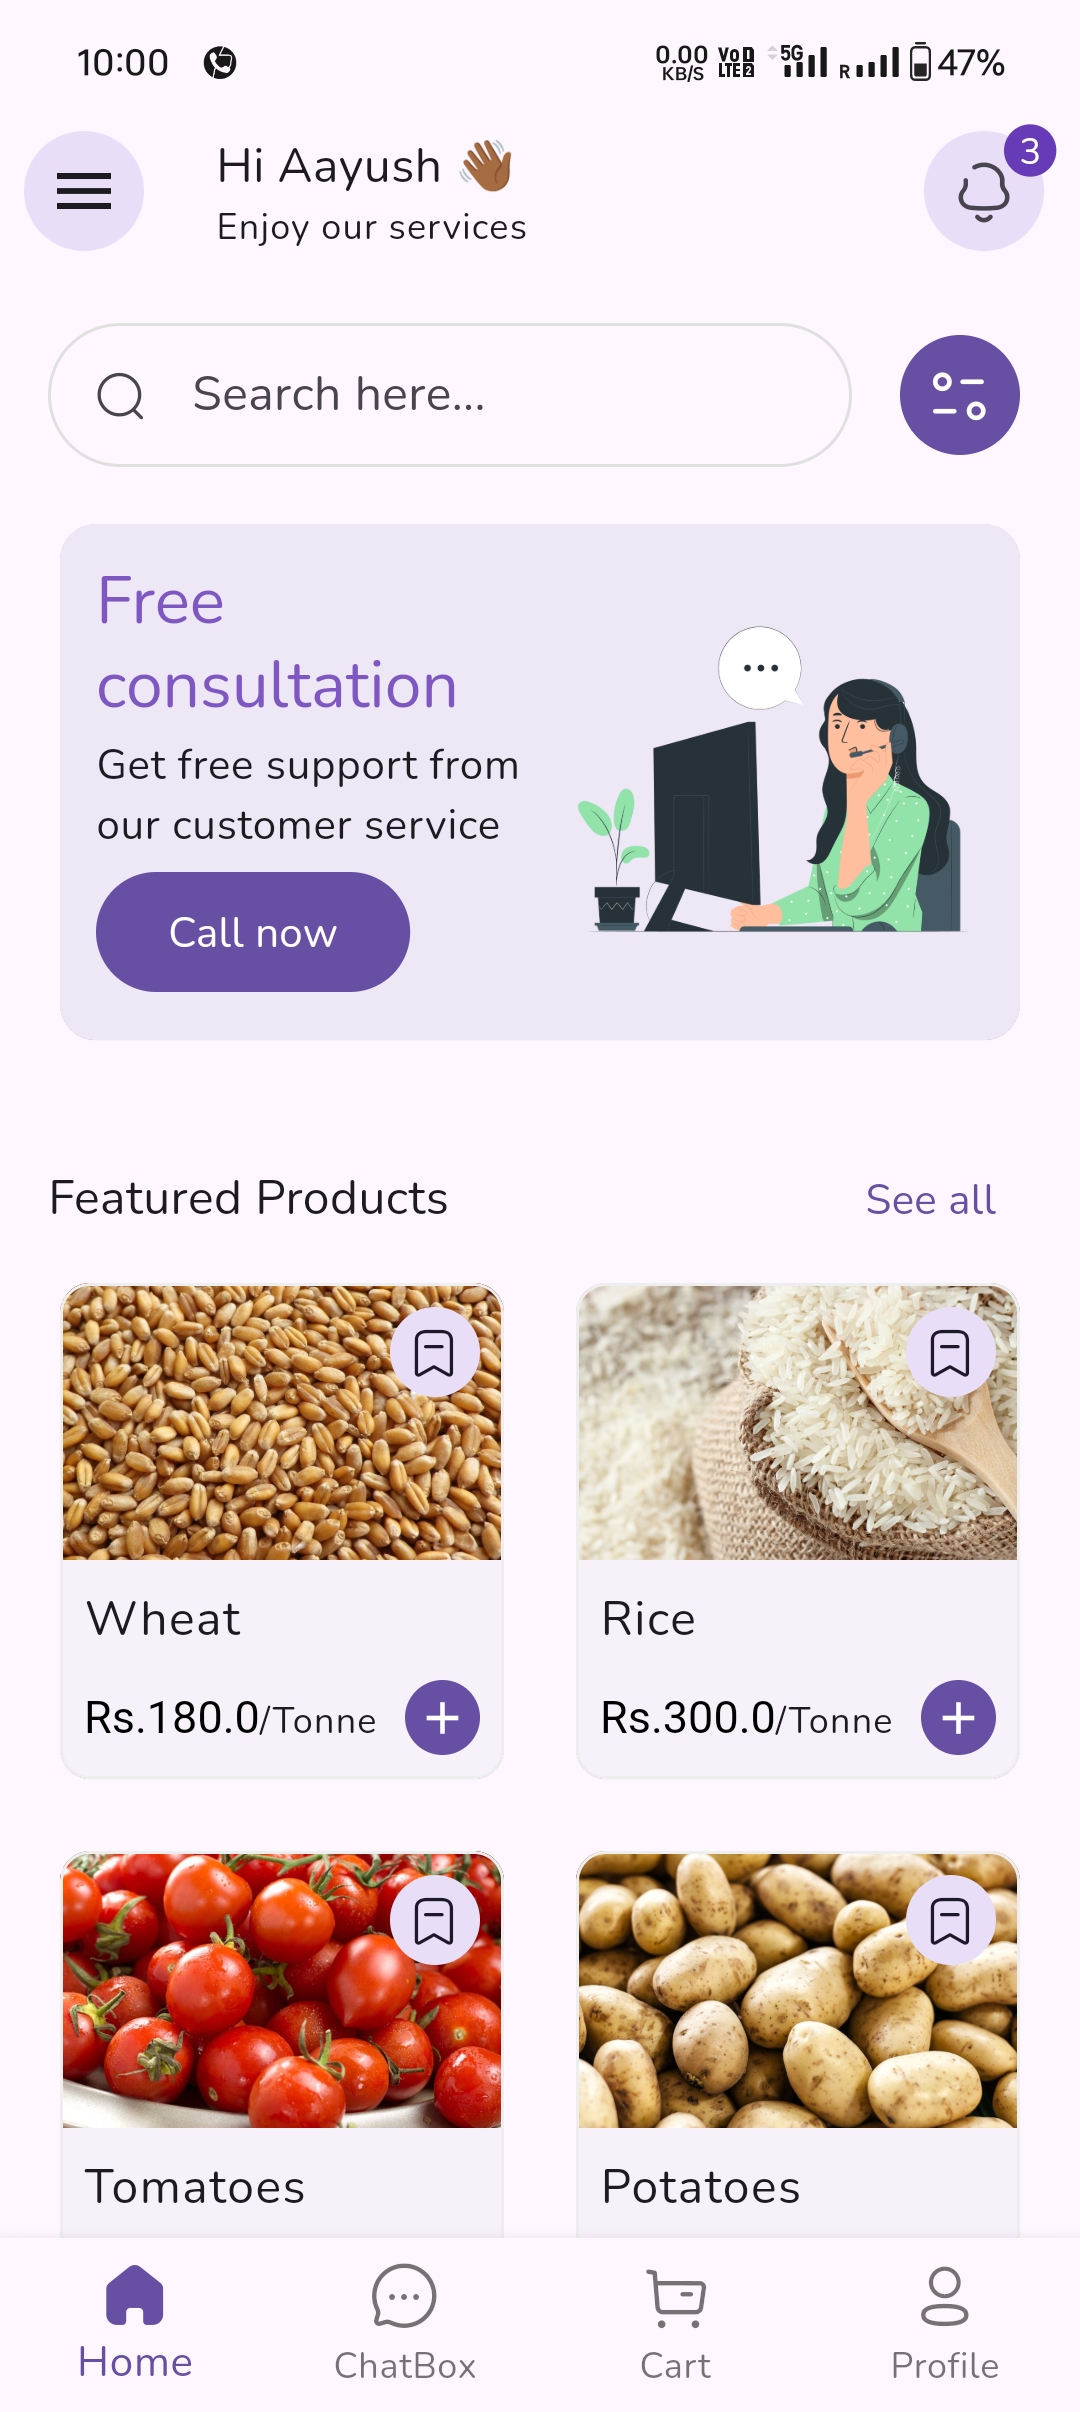 10:00
0.00 KB/S Vo 1 LTE 2 5G R 47%
Hi Aayush 👋🏾
3
Enjoy our services
Search here...
Free
consultation
Get free support from
our customer service
Call now
Featured Products
See all
Wheat
Rs.180.0/Tonne
Rice
Rs.300.0/Tonne
Tomatoes
Potatoes
Home
ChatBox
Cart
Profile